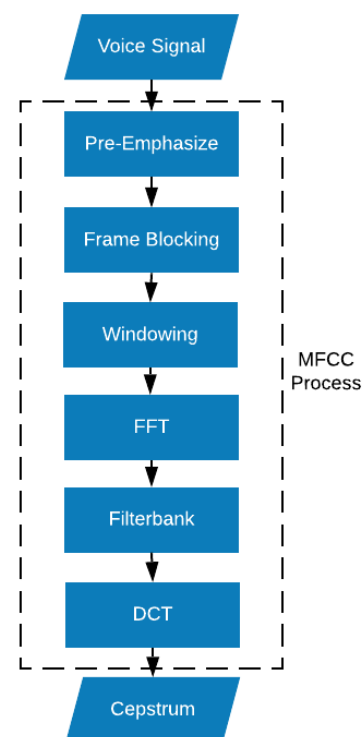 Voice Signal
Pre-Emphasize
Frame Blocking
Windowing
MFCC
Process
FFT
Filterbank
DCT
Cepstrum